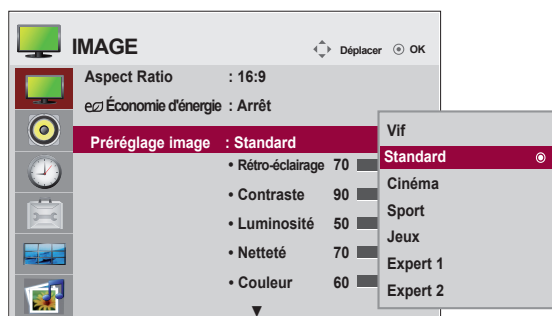 IMAGE
Déplacer OK
Aspect Ratio : 16:9
Économie d'énergie : Arrêt
Préréglage image : Standard
• Rétro-éclairage 70
• Contraste 90
• Luminosité 50
• Netteté 70
• Couleur 60
Vif
Standard
Cinéma
Sport
Jeux
Expert 1
Expert 2